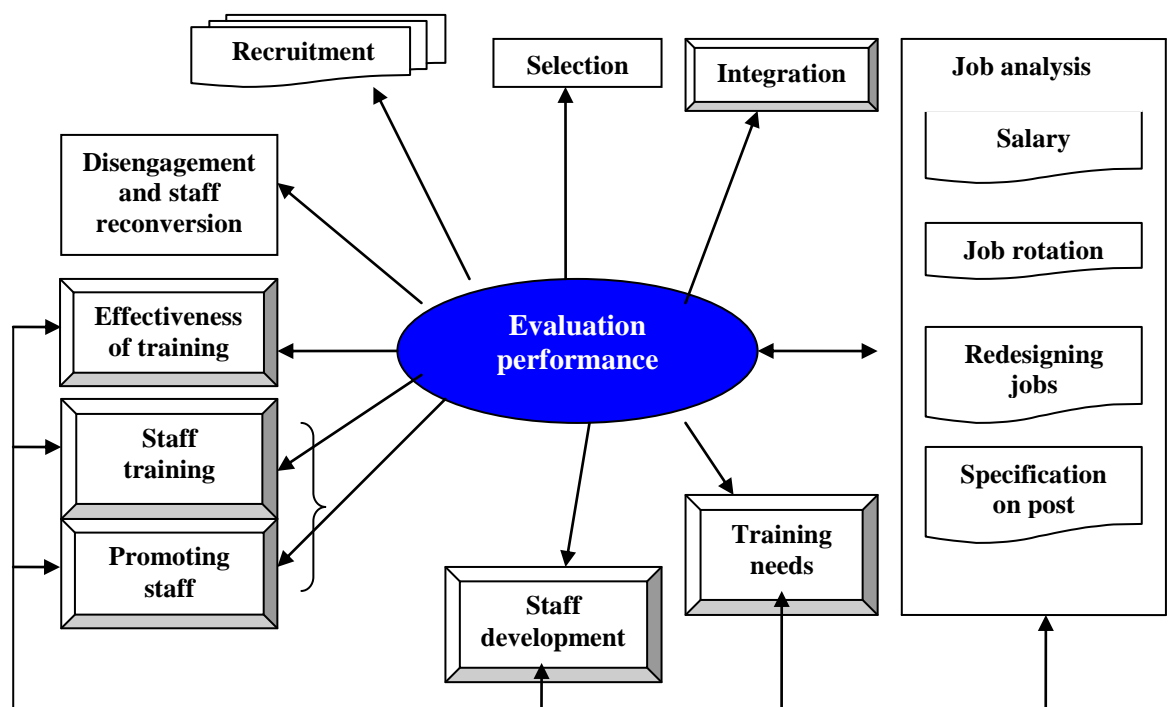 Recruitment
Selection
Integration
Job analysis
Salary
Job rotation
Redesigning
jobs
Specification
on post
Disengagement
and staff
reconversion
Effectiveness
of training
Evaluation
performance
Staff
training
Promoting
staff
Staff
development
Training
needs